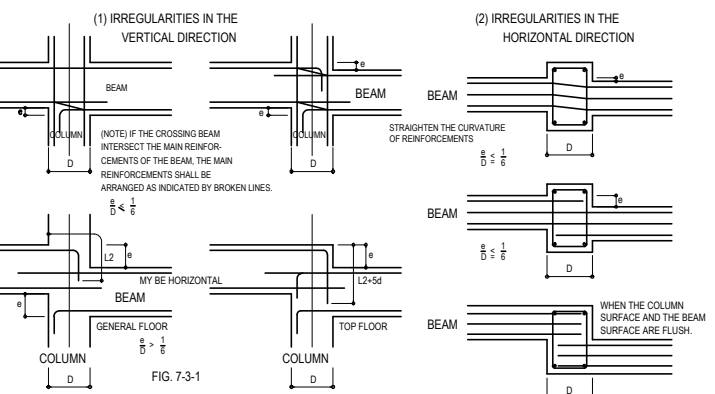 (1) IRREGULARITIES IN THE
VERTICAL DIRECTION
BEAM
e
COLUMN
D
(NOTE) IF THE CROSSING BEAM
INTERSECT THE MAIN REINFOR-
CEMENTS OF THE BEAM, THE MAIN
REINFORCEMENTS SHALL BE
ARRANGED AS INDICATED BY BROKEN LINES.
e/D ≤ 1/6
e
BEAM
e
COLUMN
D
L2
e
MY BE HORIZONTAL
BEAM
e
GENERAL FLOOR
e/D > 1/6
COLUMN
D
FIG. 7-3-1
e
L2+5d
TOP FLOOR
COLUMN
D
(2) IRREGULARITIES IN THE
HORIZONTAL DIRECTION
e
BEAM
STRAIGHTEN THE CURVATURE
OF REINFORCEMENTS
e/D ≤ 1/6
D
e
BEAM
e/D ≤ 1/6
D
WHEN THE COLUMN
SURFACE AND THE BEAM
SURFACE ARE FLUSH.
BEAM
D